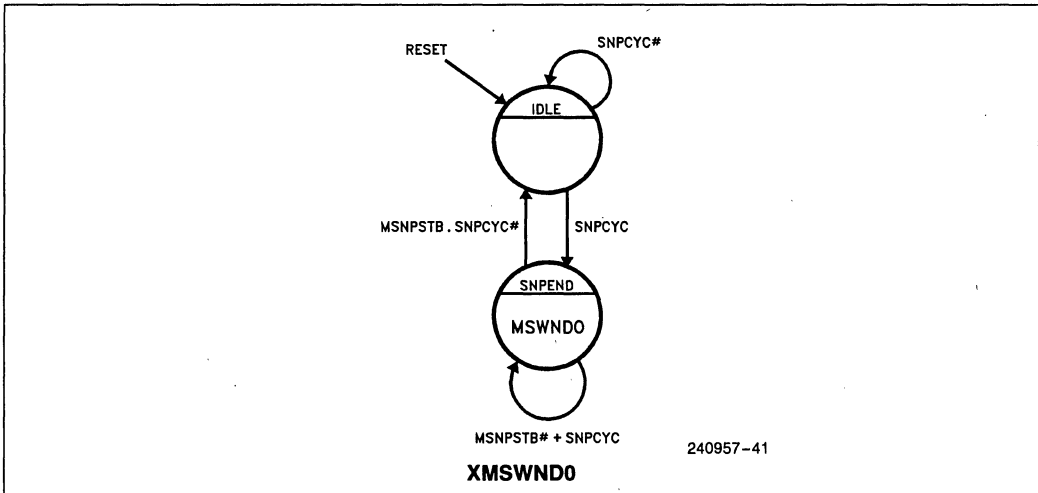 SNPCYC#
RESET
IDLE
MSNPSTB . SNPCYC#
SNPCYC
SNPEND
MSWND0
MSNPSTB# + SNPCYC
240957-41
XMSWND0